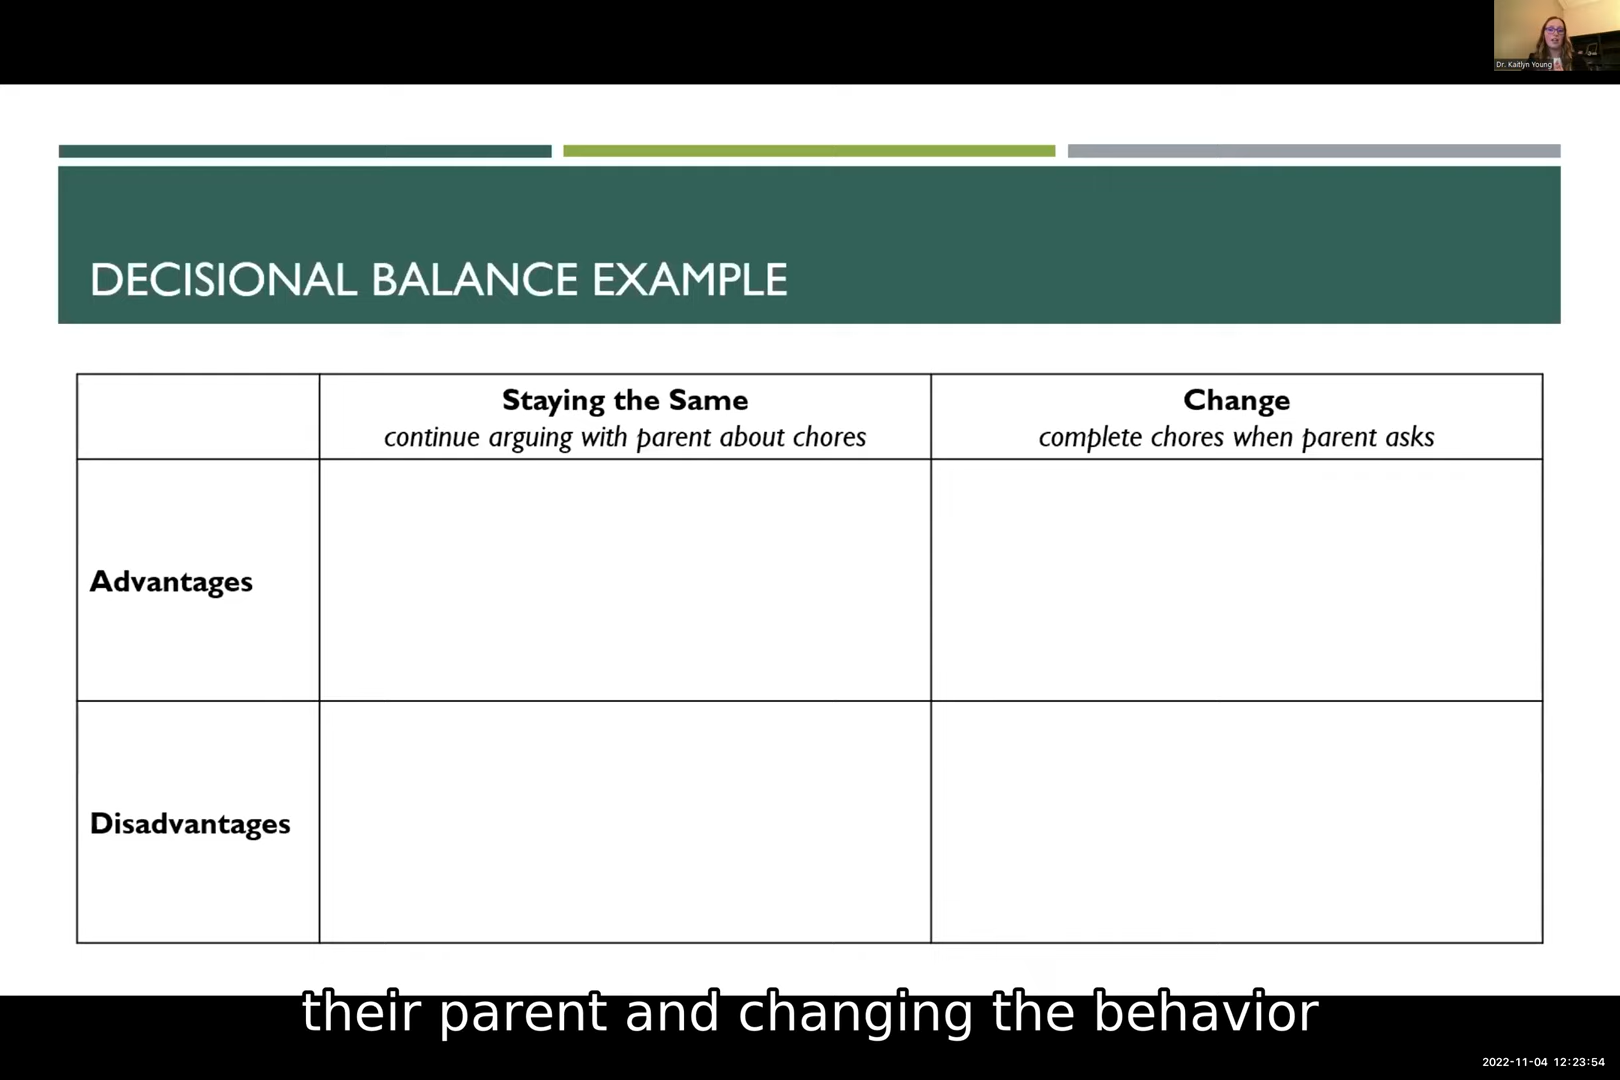 Dr. Kaitlyn Young
DECISIONAL BALANCE EXAMPLE
Staying the Same
continue arguing with parent about chores
Change
complete chores when parent asks
Advantages
Disadvantages
their parent and changing the behavior
2022-11-04 12:23:54